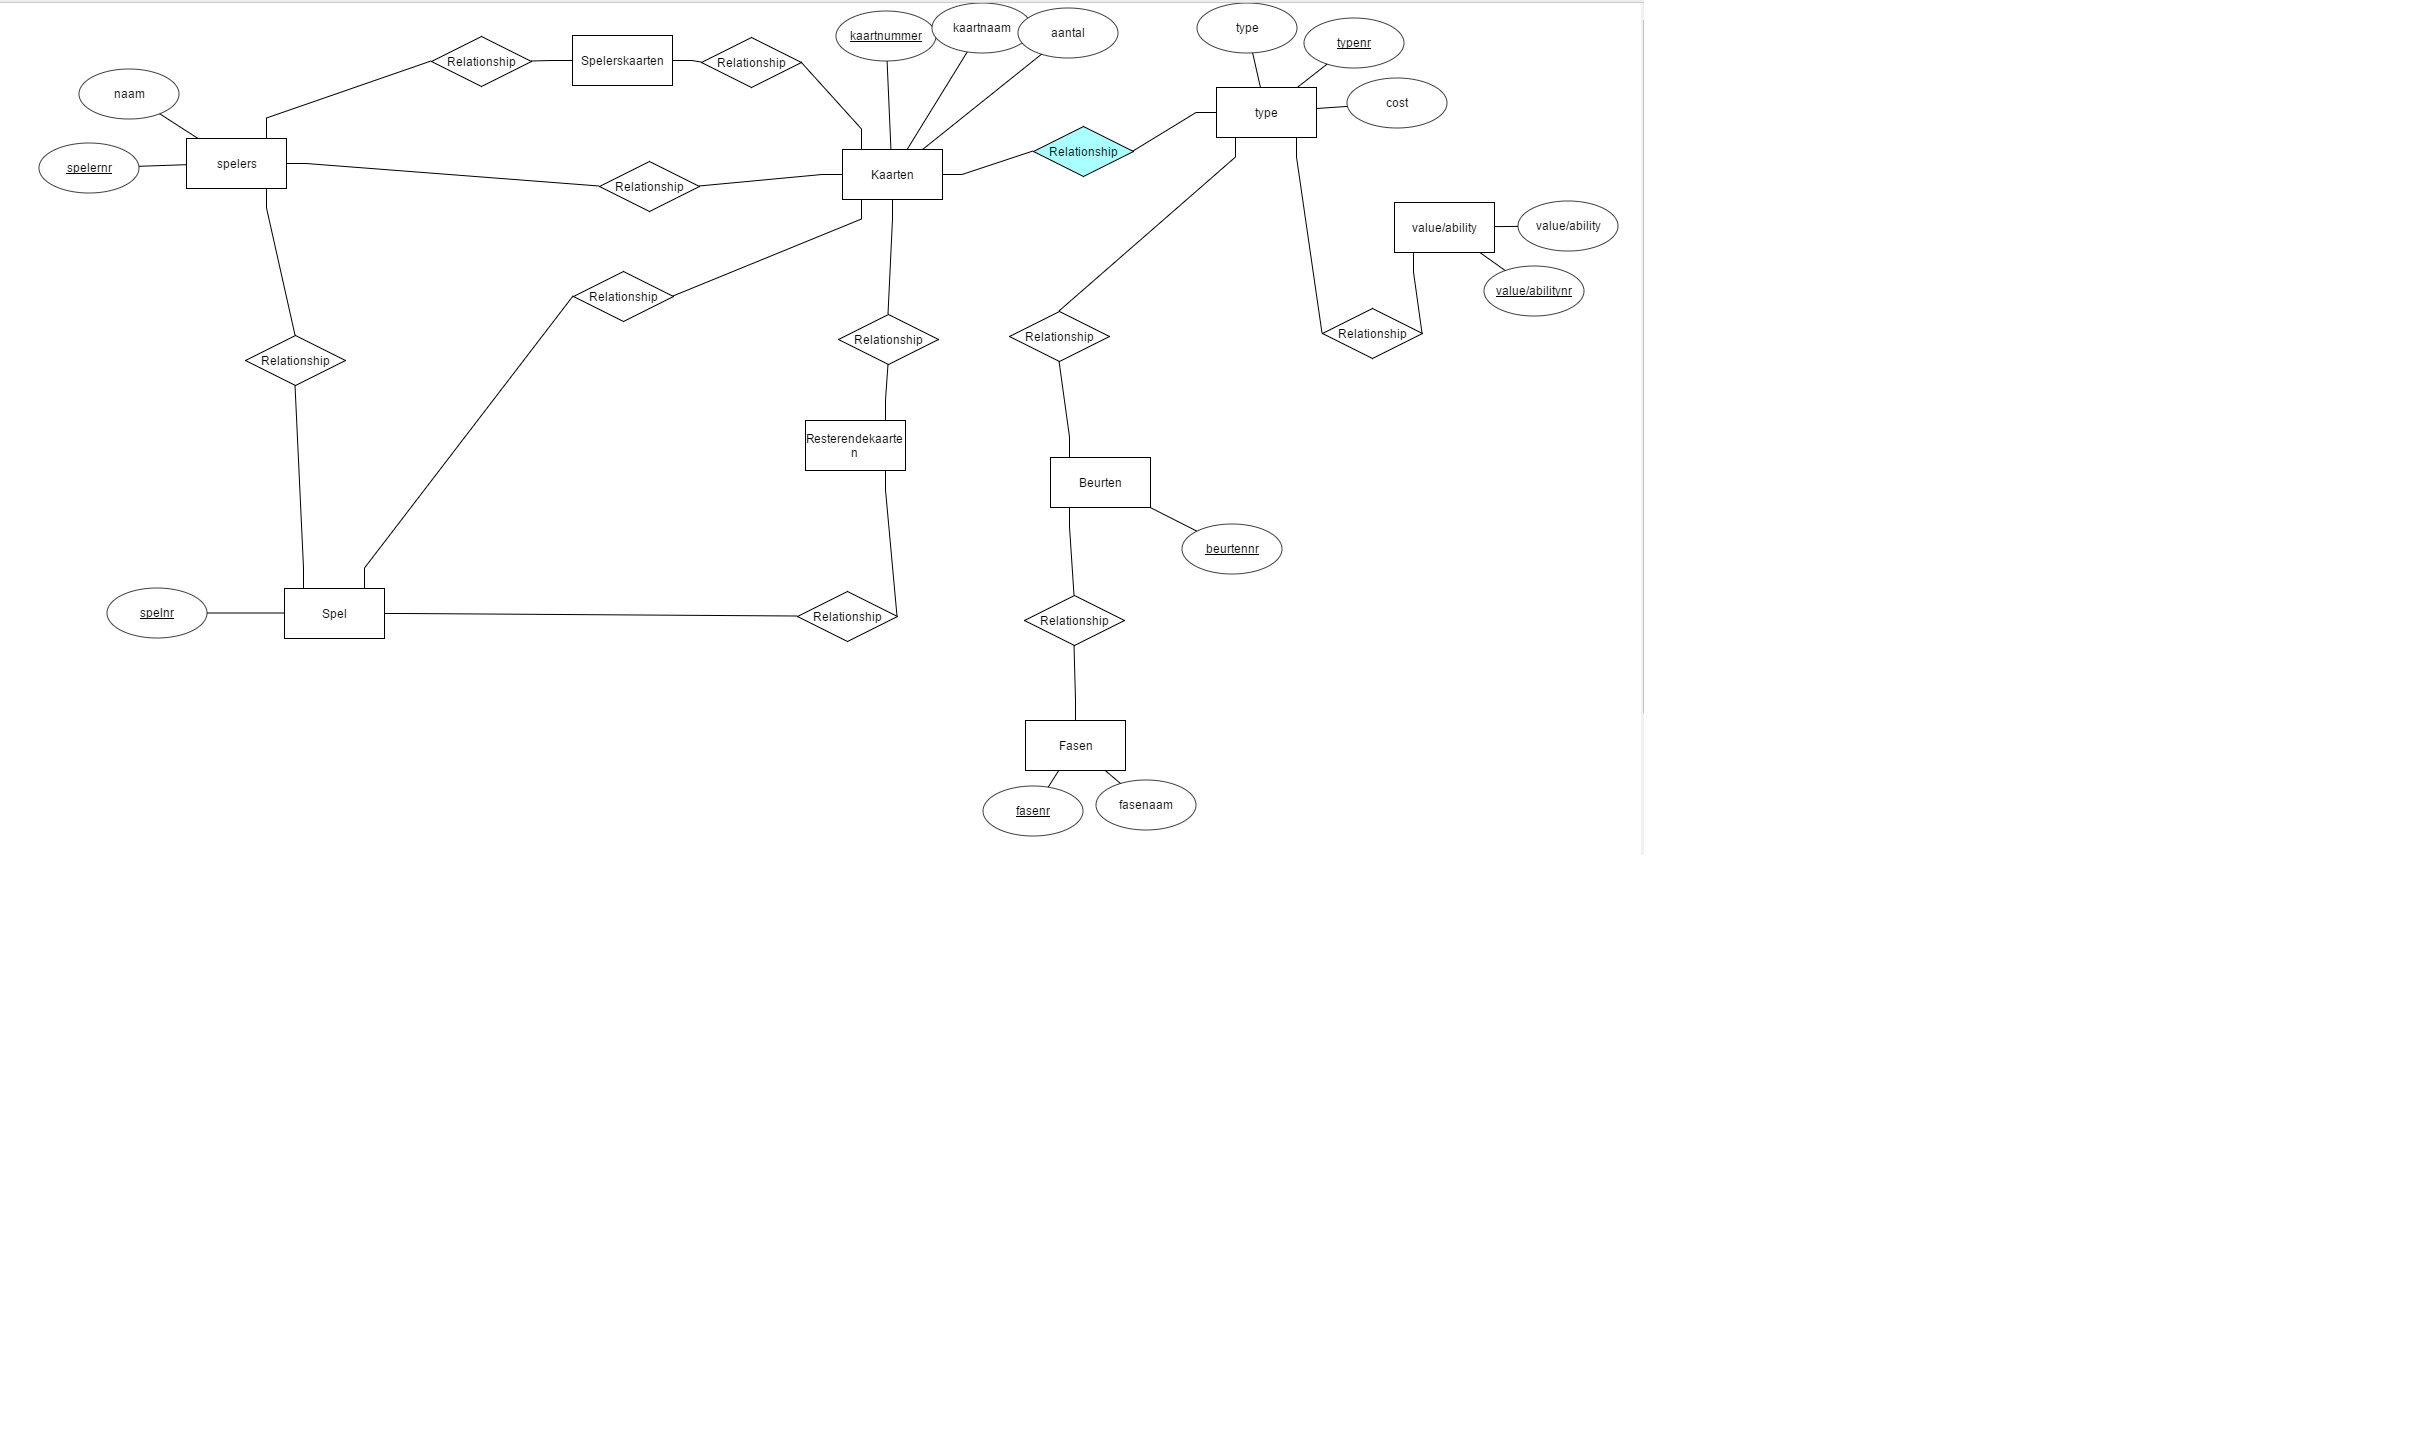 kaartnummer
kaartnaam
aantal
type
typenr
Relationship
Spelerskaarten
Relationship
naam
cost
type
Relationship
spelers
spelernr
Relationship
Kaarten
value/ability
value/ability
value/abilitynr
Relationship
Relationship
Relationship
Relationship
Relationship
Resterendekaarte
n
Beurten
beurtennr
spelnr
Spel
Relationship
Relationship
Fasen
fasenr
fasenaam